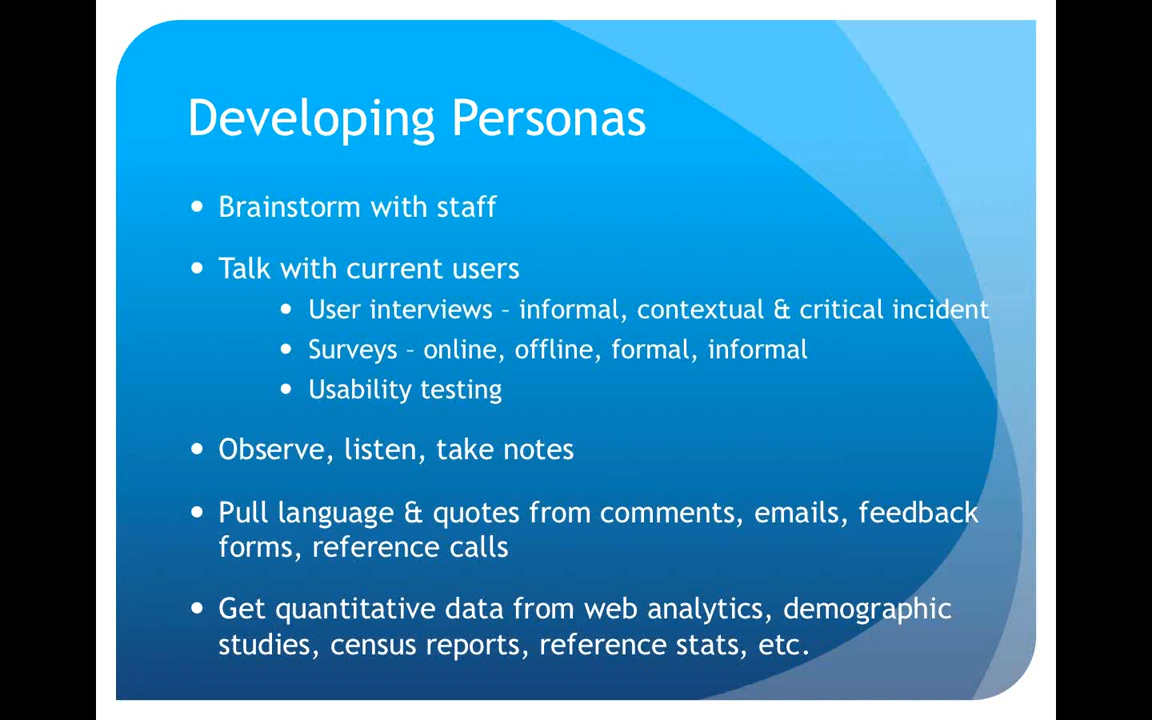 Developing Personas
• Brainstorm with staff
• Talk with current users
• User interviews – informal, contextual & critical incident
• Surveys – online, offline, formal, informal
• Usability testing
• Observe, listen, take notes
• Pull language & quotes from comments, emails, feedback
forms, reference calls
• Get quantitative data from web analytics, demographic
studies, census reports, reference stats, etc.